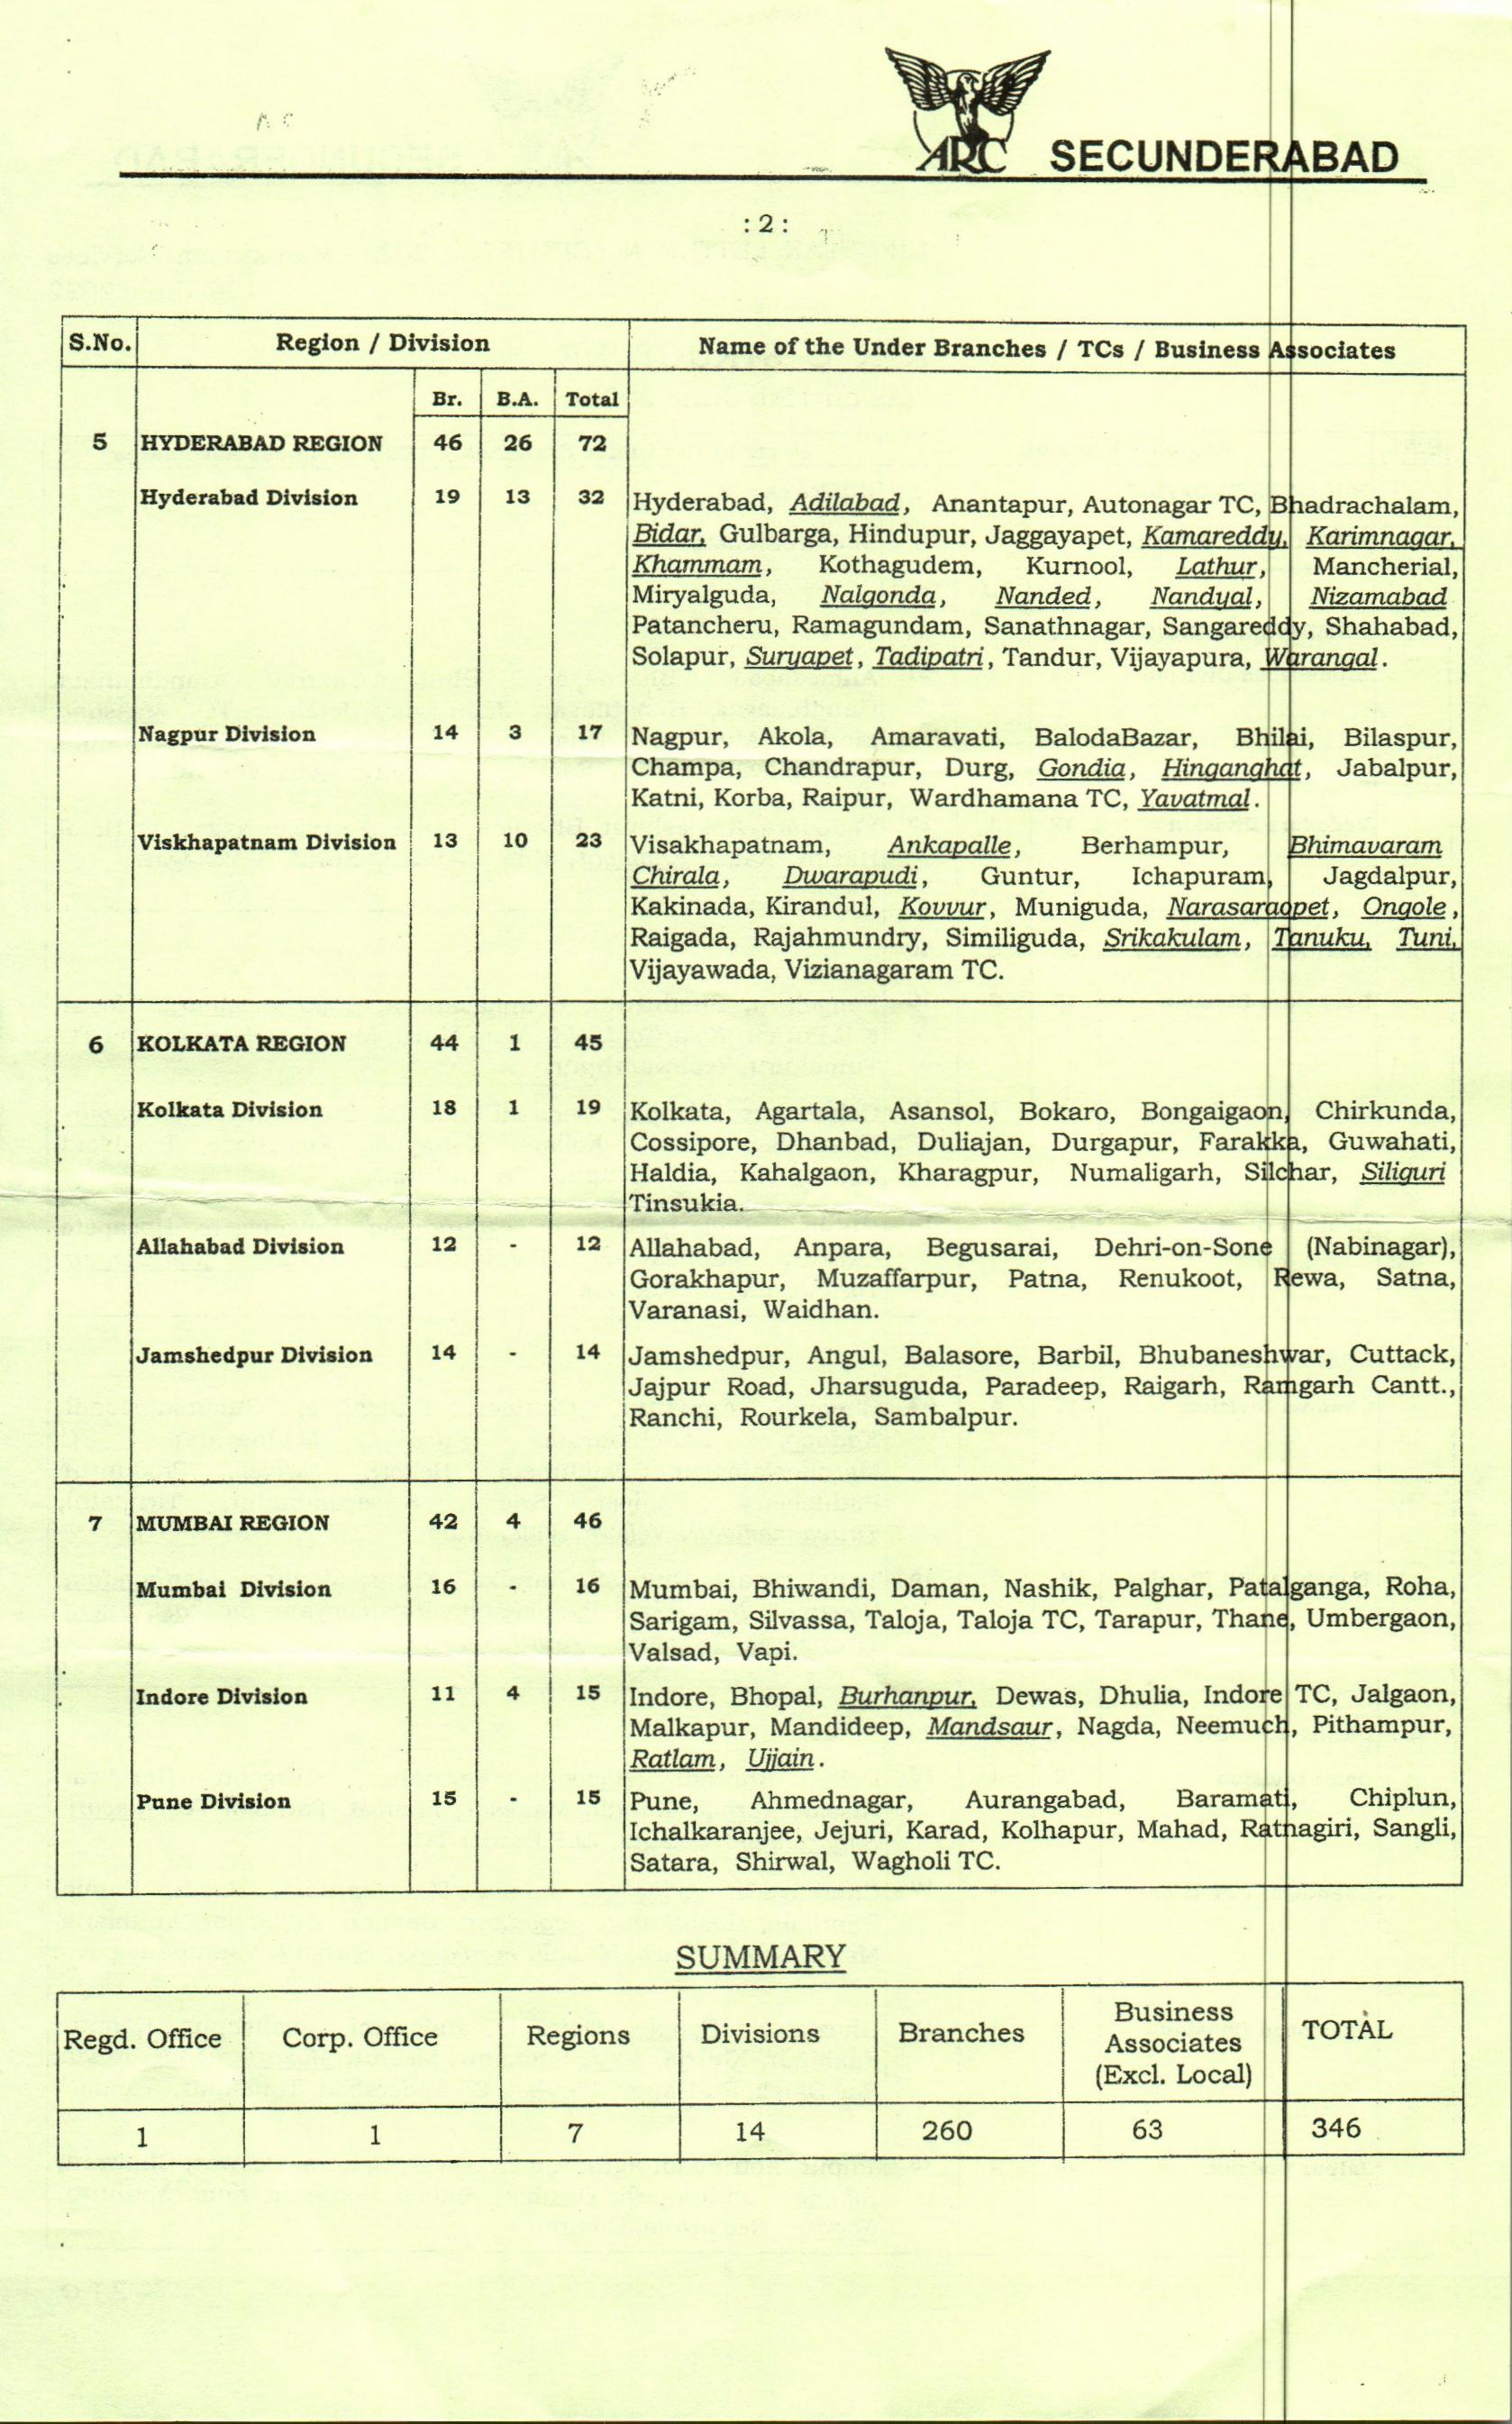 ARC SECUNDERABAD
: 2 :
S.No. Region / Division Name of the Under Branches / TCs / Business Associates
Br. B.A. Total
5 HYDERABAD REGION 46 26 72
Hyderabad Division 19 13 32 Hyderabad, Adilabad, Anantapur, Autonagar TC, Bhadrachalam,
Bidar, Gulbarga, Hindupur, Jaggayapet, Kamareddy, Karimnagar,
Khammam, Kothagudem, Kurnool, Lathur, Mancherial,
Miryalguda, Nalgonda, Nanded, Nandyal, Nizamabad
Patancheru, Ramagundam, Sanathnagar, Sangareddy, Shahabad,
Solapur, Suryapet, Tadipatri, Tandur, Vijayapura, Warangal.
Nagpur Division 14 3 17 Nagpur, Akola, Amaravati, BalodaBazar, Bhilai, Bilaspur,
Champa, Chandrapur, Durg, Gondia, Hinganghat, Jabalpur,
Katni, Korba, Raipur, Wardhamana TC, Yavatmal.
Viskhapatnam Division 13 10 23 Visakhapatnam, Ankapalle, Berhampur, Bhimavaram
Chirala, Dwarapudi, Guntur, Ichapuram, Jagdalpur,
Kakinada, Kirandul, Kovvur, Muniguda, Narasaraopet, Ongole,
Raigada, Rajahmundry, Similiguda, Srikakulam, Tanuku, Tuni,
Vijayawada, Vizianagaram TC.
6 KOLKATA REGION 44 1 45
Kolkata Division 18 1 19 Kolkata, Agartala, Asansol, Bokaro, Bongaigaon, Chirkunda,
Cossipore, Dhanbad, Duliajan, Durgapur, Farakka, Guwahati,
Haldia, Kahalgaon, Kharagpur, Numaligarh, Silchar, Siliguri
Tinsukia.
Allahabad Division 12 - 12 Allahabad, Anpara, Begusarai, Dehri-on-Sone (Nabinagar),
Gorakhapur, Muzaffarpur, Patna, Renukoot, Rewa, Satna,
Varanasi, Waidhan.
Jamshedpur Division 14 - 14 Jamshedpur, Angul, Balasore, Barbil, Bhubaneshwar, Cuttack,
Jajpur Road, Jharsuguda, Paradeep, Raigarh, Ramgarh Cantt.,
Ranchi, Rourkela, Sambalpur.
7 MUMBAI REGION 42 4 46
Mumbai Division 16 - 16 Mumbai, Bhiwandi, Daman, Nashik, Palghar, Patalganga, Roha,
Sarigam, Silvassa, Taloja, Taloja TC, Tarapur, Thane, Umbergaon,
Valsad, Vapi.
Indore Division 11 4 15 Indore, Bhopal, Burhanpur, Dewas, Dhulia, Indore TC, Jalgaon,
Malkapur, Mandideep, Mandsaur, Nagda, Neemuch, Pithampur,
Ratlam, Ujjain.
Pune Division 15 - 15 Pune, Ahmednagar, Aurangabad, Baramati, Chiplun,
Ichalkaranjee, Jejuri, Karad, Kolhapur, Mahad, Ratnagiri, Sangli,
Satara, Shirwal, Wagholi TC.
SUMMARY
Regd. Office Corp. Office Regions Divisions Branches Business Associates (Excl. Local) TOTAL
1 1 7 14 260 63 346